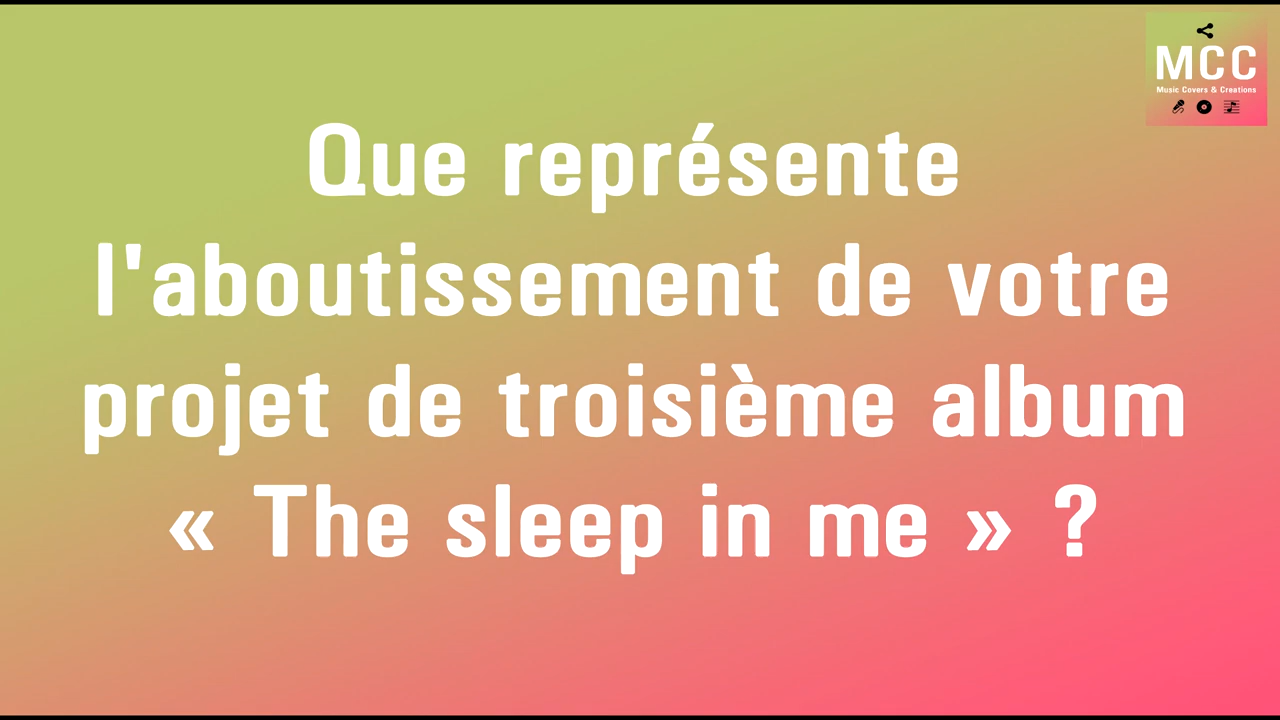 MCC
Music Covers & Creations
Que représente
l'aboutissement de votre
projet de troisième album
« The sleep in me » ?